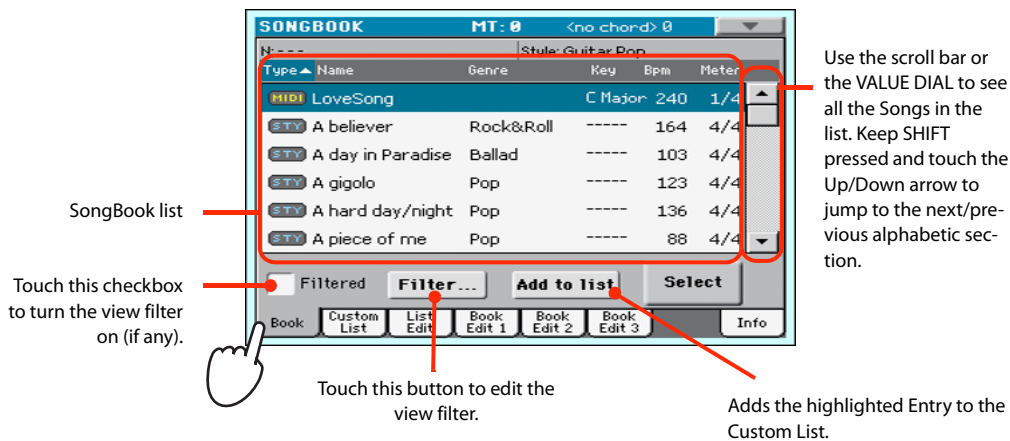 SONGBOOK MT: 0 <no chord> 0
N:--- Style: Guitar Pop
Type Name Genre Key Bpm Meter
MIDI LoveSong C Major 240 1/4
STY A believer Rock&Roll ----- 164 4/4
STY A day in Paradise Ballad ----- 103 4/4
STY A gigolo Pop ----- 123 4/4
STY A hard day/night Pop ----- 136 4/4
STY A piece of me Pop ----- 88 4/4
Filtered Filter... Add to list Select
Book Custom List List Edit Book Edit 1 Book Edit 2 Book Edit 3 Info
SongBook list
Touch this checkbox
to turn the view filter
on (if any).
Touch this button to edit the
view filter.
Use the scroll bar or
the VALUE DIAL to see
all the Songs in the
list. Keep SHIFT
pressed and touch the
Up/Down arrow to
jump to the next/pre-
vious alphabetic sec-
tion.
Adds the highlighted Entry to the
Custom List.